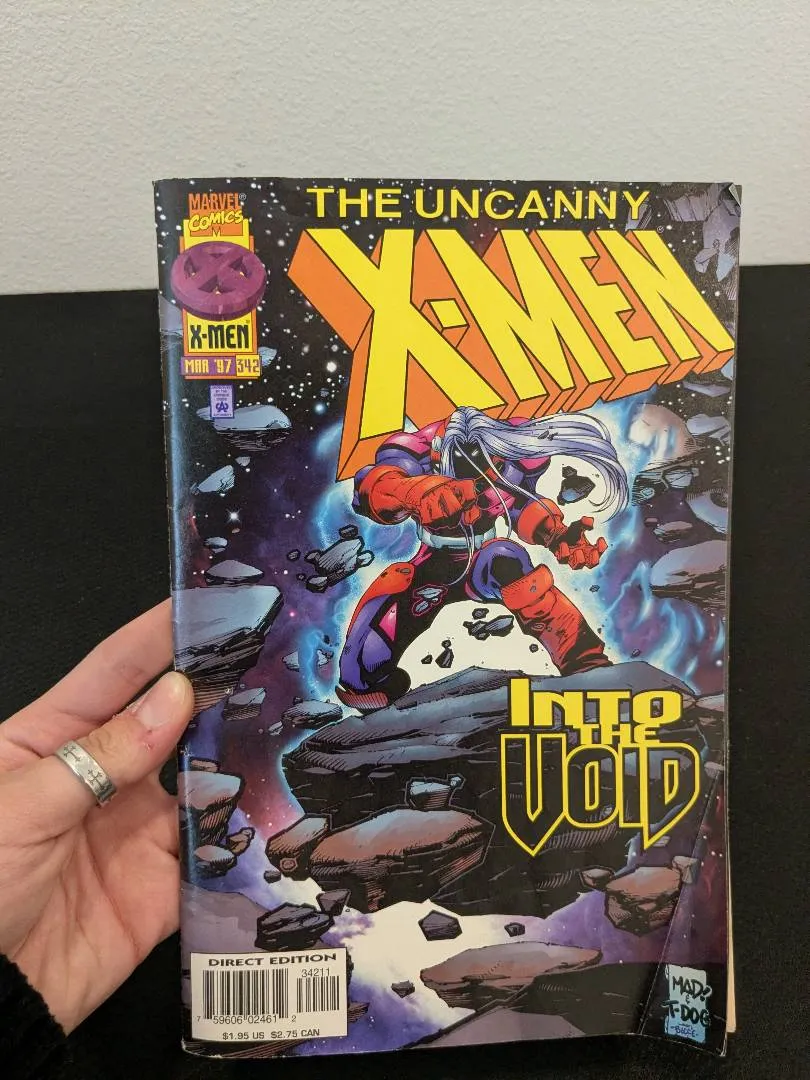 MARVEL®
COMICS
M
X-MEN
MAR '97 342
THE UNCANNY
X-MEN®
INTO
THE
VOID
DIRECT EDITION
34211
7 59606 02461 2
$1.95 US $2.75 CAN
MAD!
T-DOG